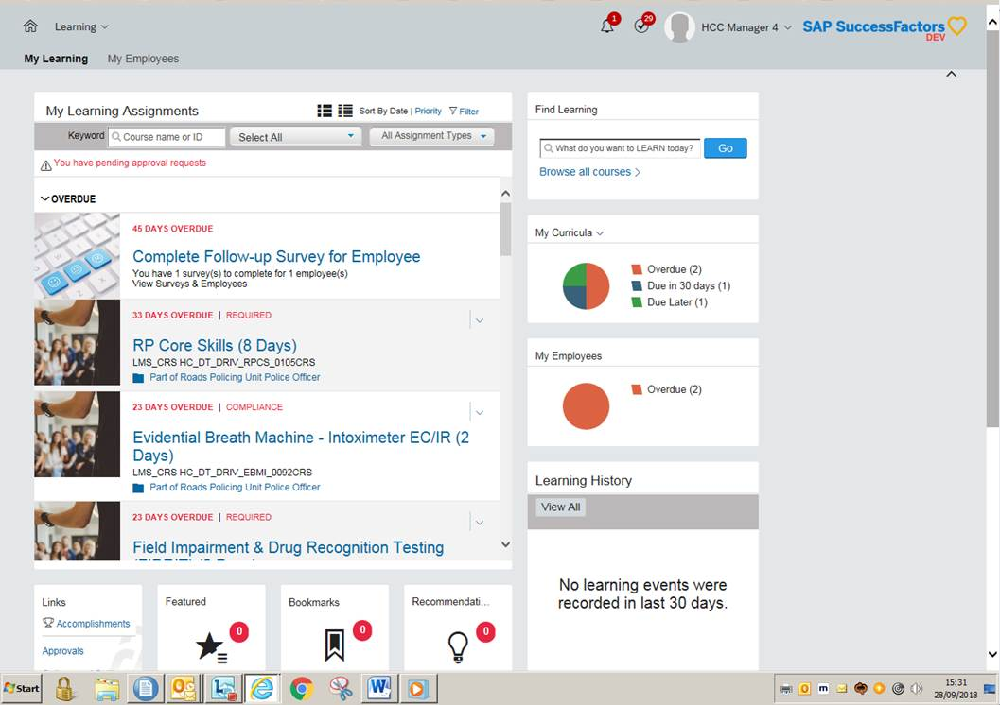 Learning
1
29
HCC Manager 4
SAP SuccessFactors
DEV
My Learning
My Employees
My Learning Assignments
Sort By Date | Priority
Filter
Keyword
Course name or ID
Select All
All Assignment Types
You have pending approval requests
OVERDUE
45 DAYS OVERDUE
Complete Follow-up Survey for Employee
You have 1 survey(s) to complete for 1 employee(s)
View Surveys & Employees
33 DAYS OVERDUE | REQUIRED
RP Core Skills (8 Days)
LMS_CRS HC_DT_DRIV_RPCS_0105CRS
Part of Roads Policing Unit Police Officer
23 DAYS OVERDUE | COMPLIANCE
Evidential Breath Machine - Intoximeter EC/IR (2
Days)
LMS_CRS HC_DT_DRIV_EBMI_0092CRS
Part of Roads Policing Unit Police Officer
23 DAYS OVERDUE | REQUIRED
Field Impairment & Drug Recognition Testing
Find Learning
What do you want to LEARN today?
Go
Browse all courses >
My Curricula
Overdue (2)
Due in 30 days (1)
Due Later (1)
My Employees
Overdue (2)
Learning History
View All
No learning events were
recorded in last 30 days.
Links
Accomplishments
Approvals
Featured
0
Bookmarks
0
Recommendati...
0
Start
15:31
28/09/2018